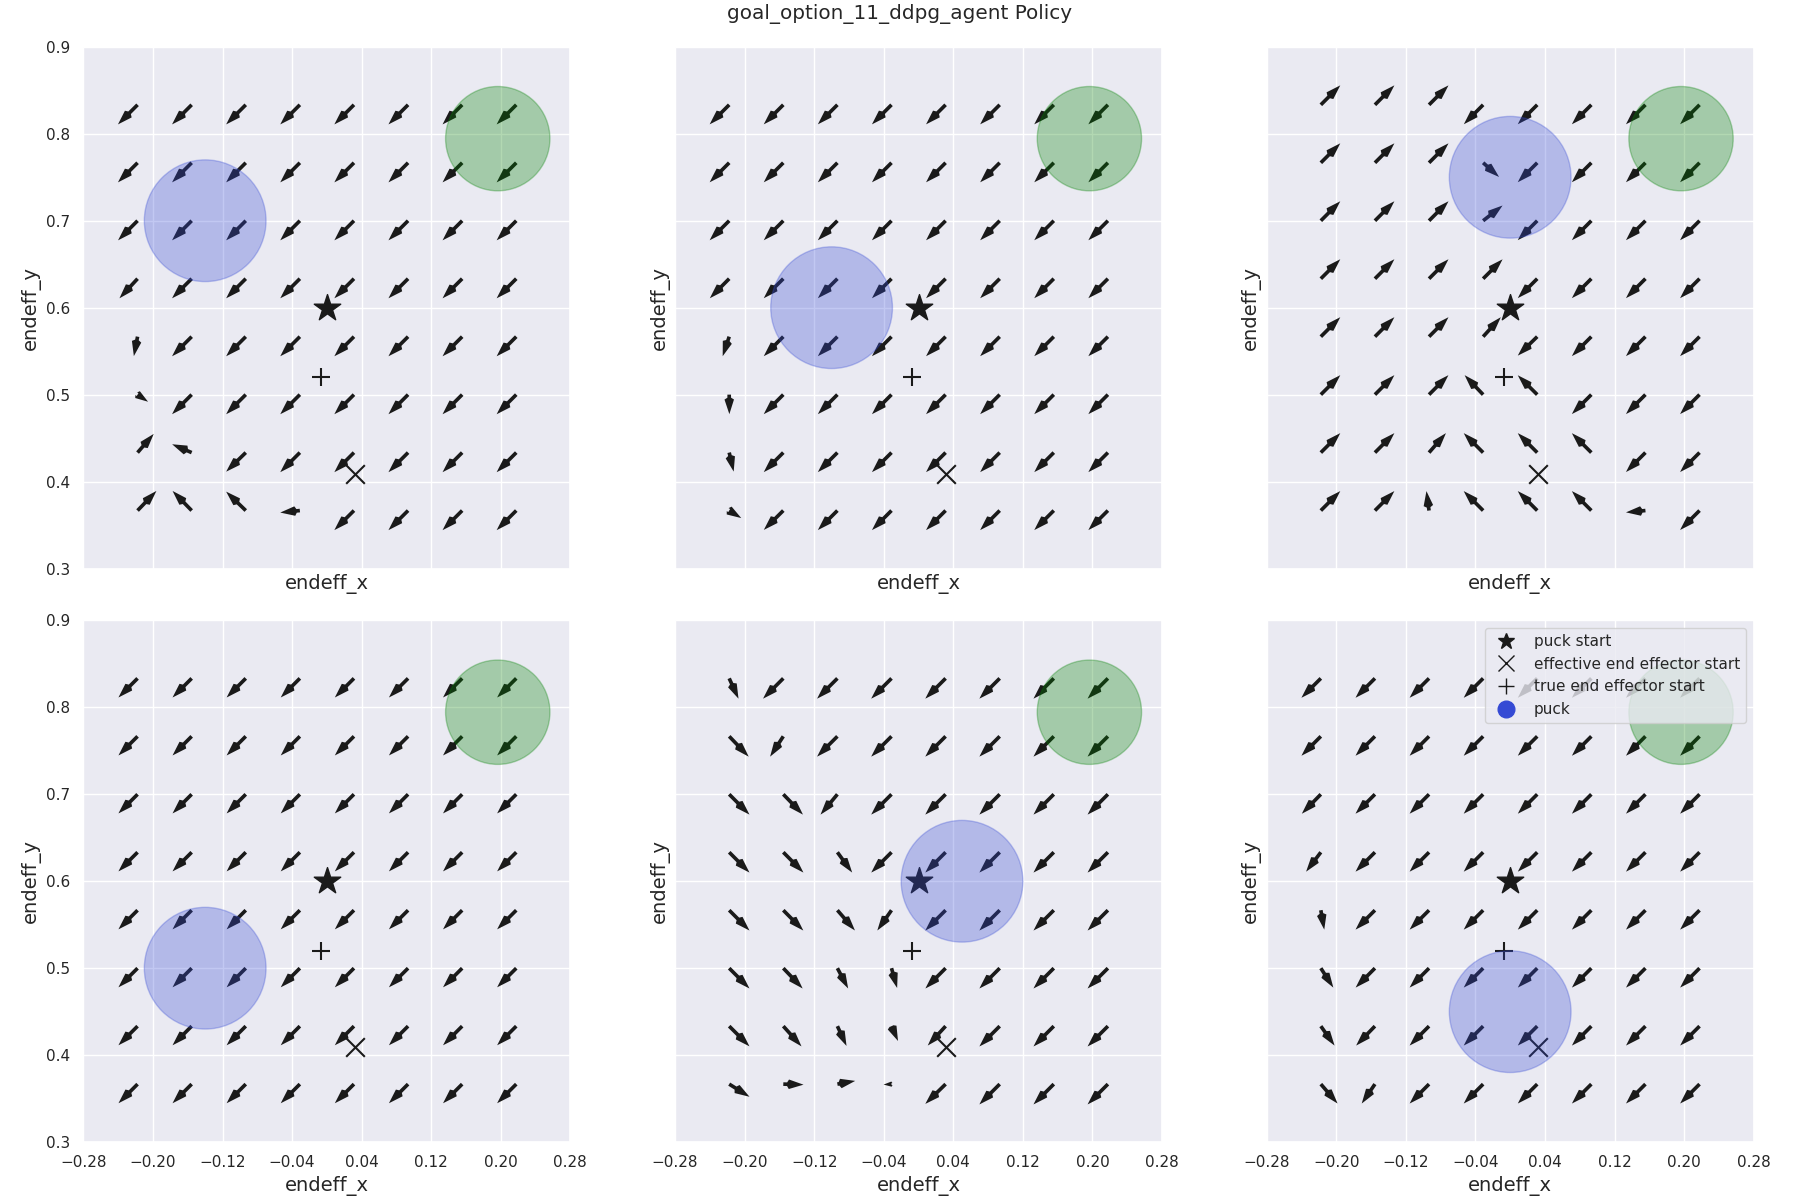 goal_option_11_ddpg_agent Policy
0.9
0.8
0.7
0.6
0.5
0.4
0.3
endeff_y
endeff_x
endeff_y
endeff_x
endeff_y
endeff_x
0.9
0.8
0.7
0.6
0.5
0.4
0.3
endeff_y
−0.28 −0.20 −0.12 −0.04 0.04 0.12 0.20 0.28
endeff_x
endeff_y
−0.28 −0.20 −0.12 −0.04 0.04 0.12 0.20 0.28
endeff_x
puck start
effective end effector start
true end effector start
puck
endeff_y
−0.28 −0.20 −0.12 −0.04 0.04 0.12 0.20 0.28
endeff_x